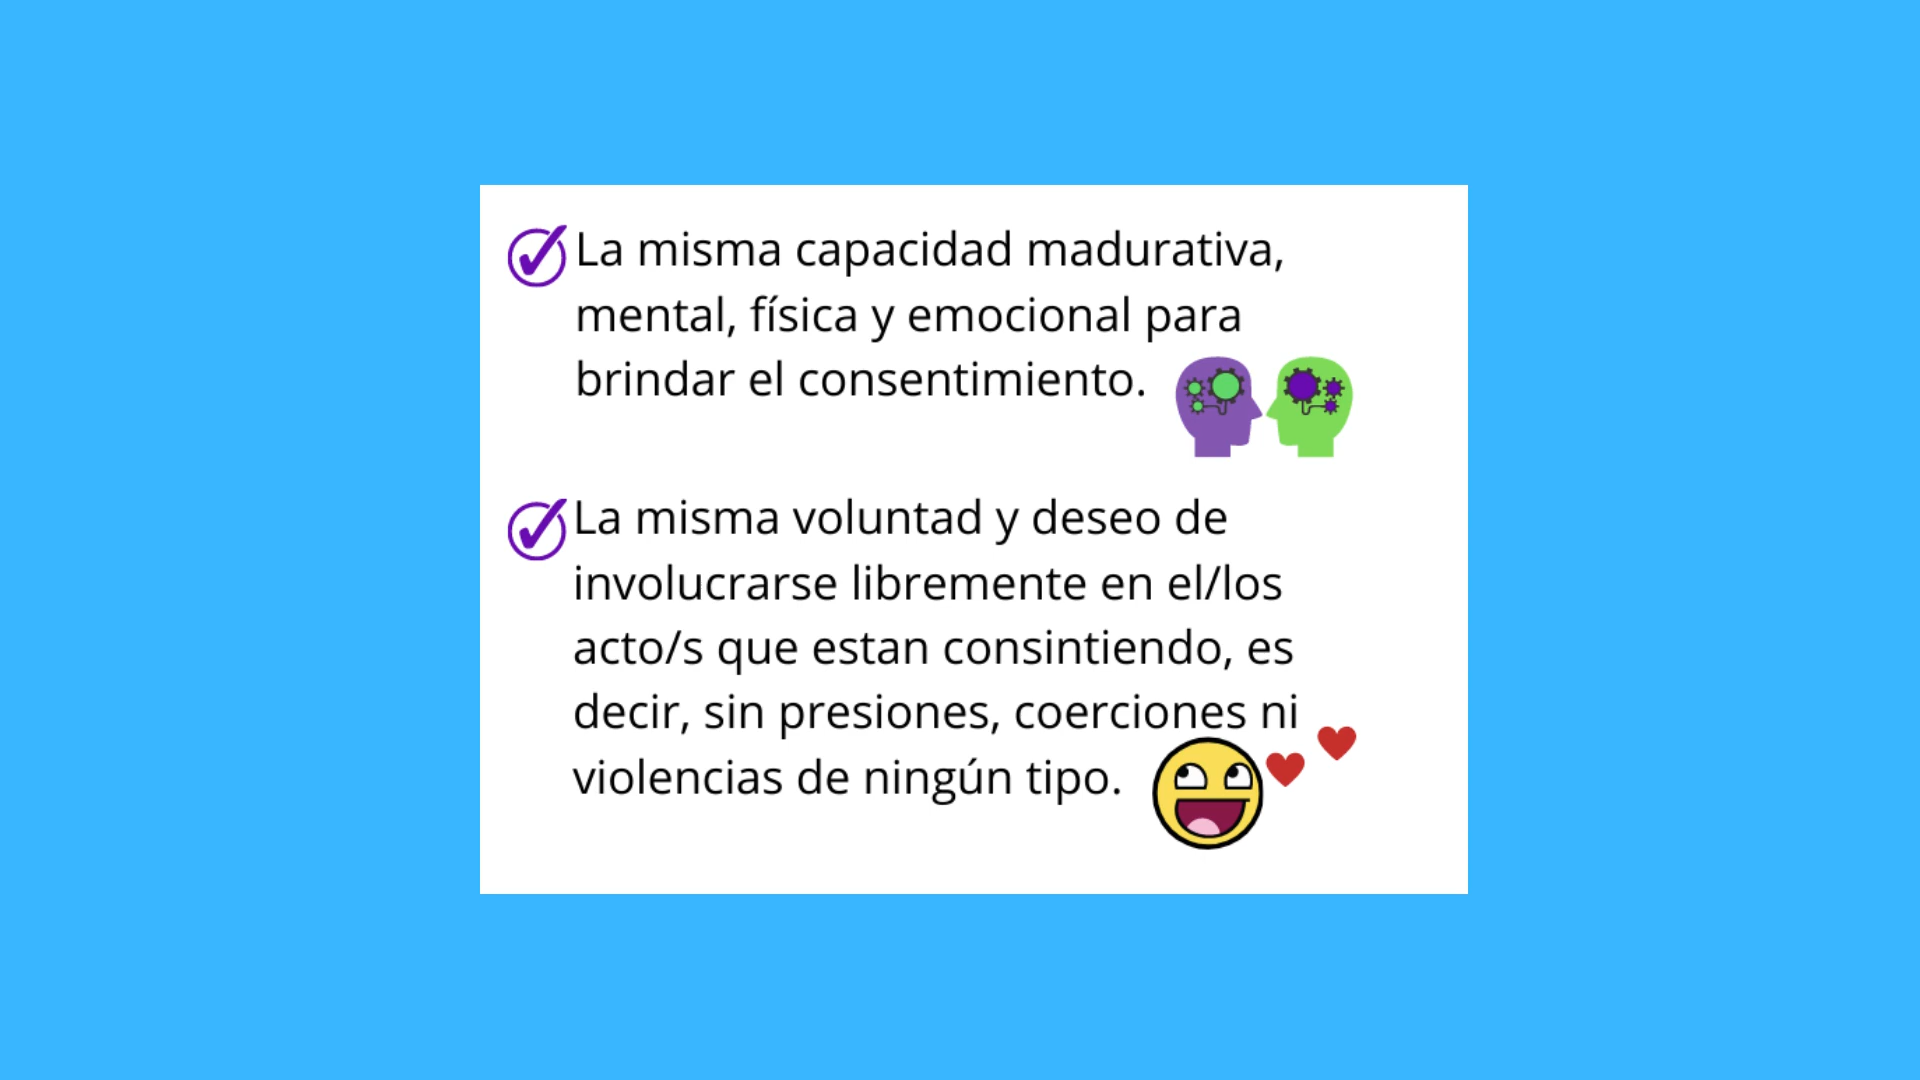 La misma capacidad madurativa,
mental, física y emocional para
brindar el consentimiento.
La misma voluntad y deseo de
involucrarse libremente en el/los
acto/s que estan consintiendo, es
decir, sin presiones, coerciones ni
violencias de ningún tipo.